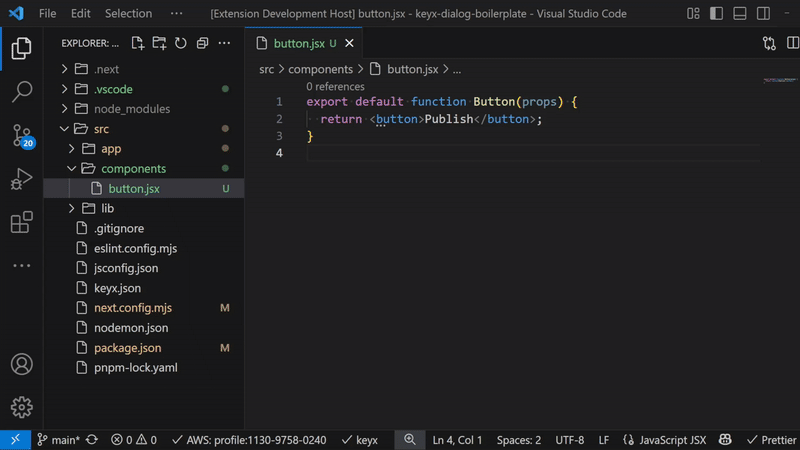 File Edit Selection ··· [Extension Development Host] button.jsx - keyx-dialog-boilerplate - Visual Studio Code
EXPLORER: ...
.next
.vscode
node_modules
src
app
components
button.jsx U
lib
.gitignore
eslint.config.mjs
jsconfig.json
keyx.json
next.config.mjs M
nodemon.json
package.json M
pnpm-lock.yaml
20
button.jsx U
src > components > button.jsx > ...
0 references
1 export default function Button(props) {
2 return <button>Publish</button>;
3 }
4
main* 0 0 AWS: profile:1130-9758-0240 keyx Ln 4, Col 1 Spaces: 2 UTF-8 LF {} JavaScript JSX Prettier